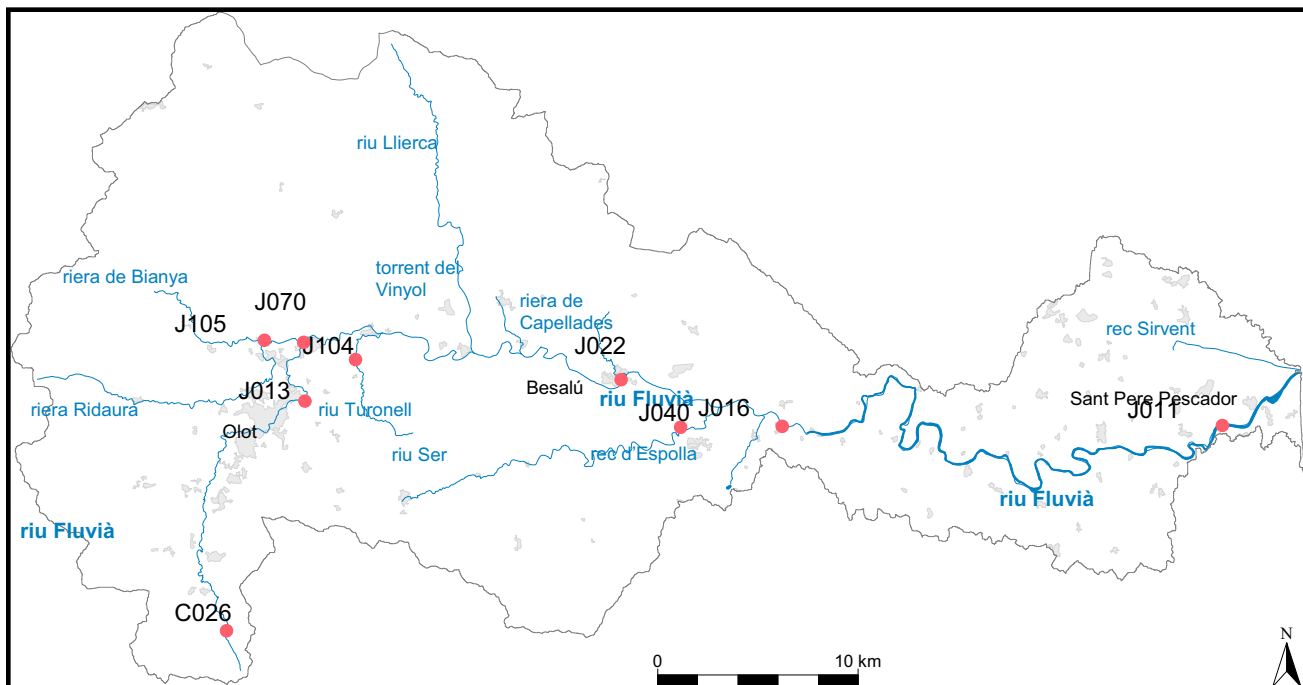 riu Llierca
riera de Bianya
torrent del
Vinyol
J070
riera de
Capellades
J105
rec Sirvent
J104
J022
Besalú
J013
riu Fluvià
Sant Pere Pescador
riera Ridaura
riu Turonell
J040
J016
J011
Olot
riu Ser
rec d'Espolla
riu Fluvià
riu Fluvià
C026
N
0
10 km